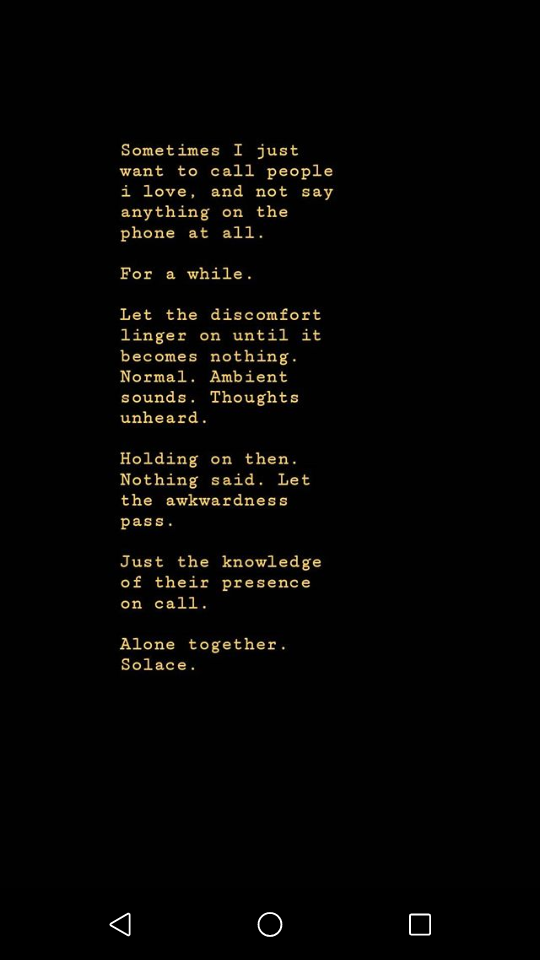 Sometimes I just
want to call people
i love, and not say
anything on the
phone at all.
For a while.
Let the discomfort
linger on until it
becomes nothing.
Normal. Ambient
sounds. Thoughts
unheard.
Holding on then.
Nothing said. Let
the awkwardness
pass.
Just the knowledge
of their presence
on call.
Alone together.
Solace.